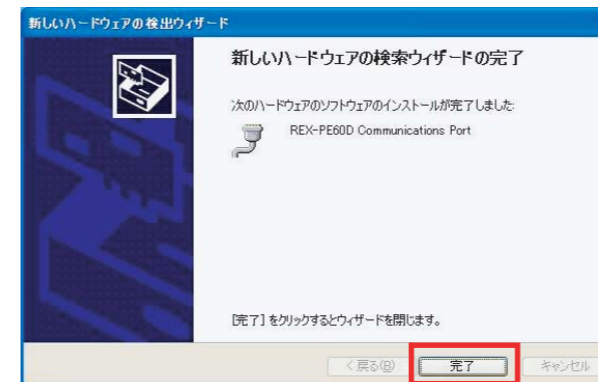 新しいハードウェアの検出ウィザード
新しいハードウェアの検索ウィザードの完了
次のハードウェアのソフトウェアのインストールが完了しました:
REX-PE60D Communications Port
[完了] をクリックするとウィザードを閉じます。
< 戻る(B)
完了
キャンセル